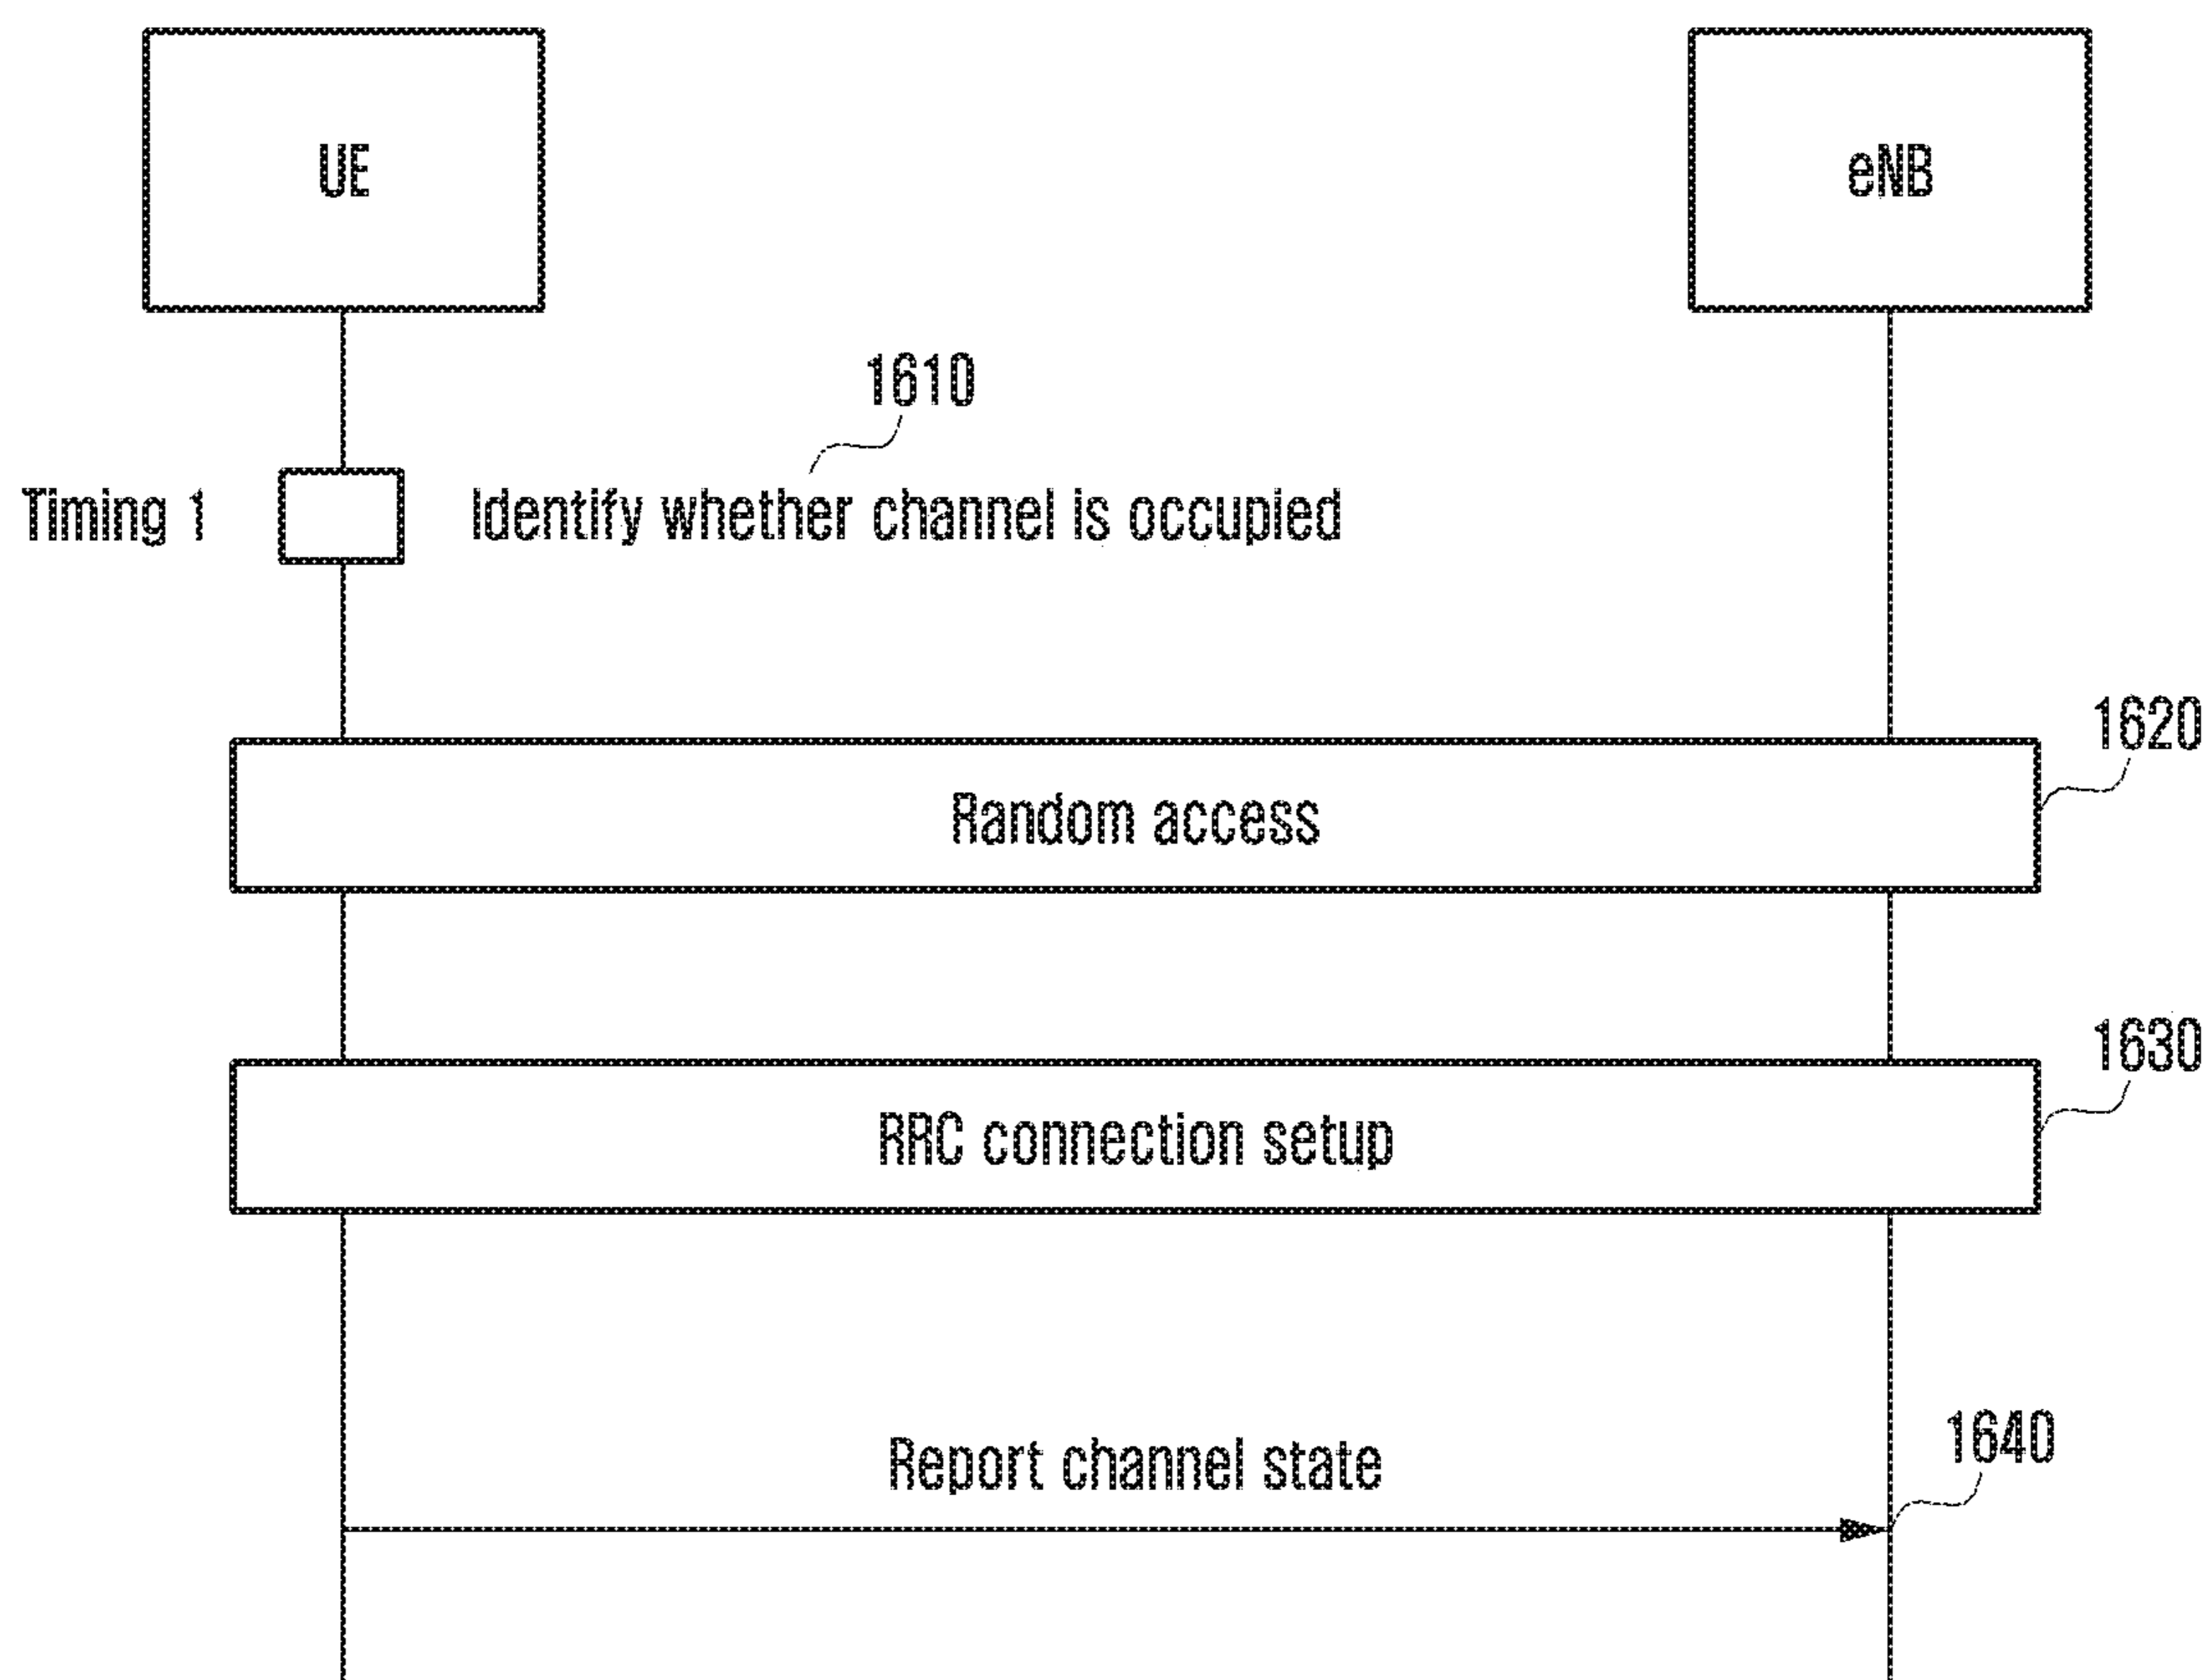 UE
eNB
1610
Timing 1
Identify whether channel is occupied
1620
Random access
1630
RRC connection setup
1640
Report channel state